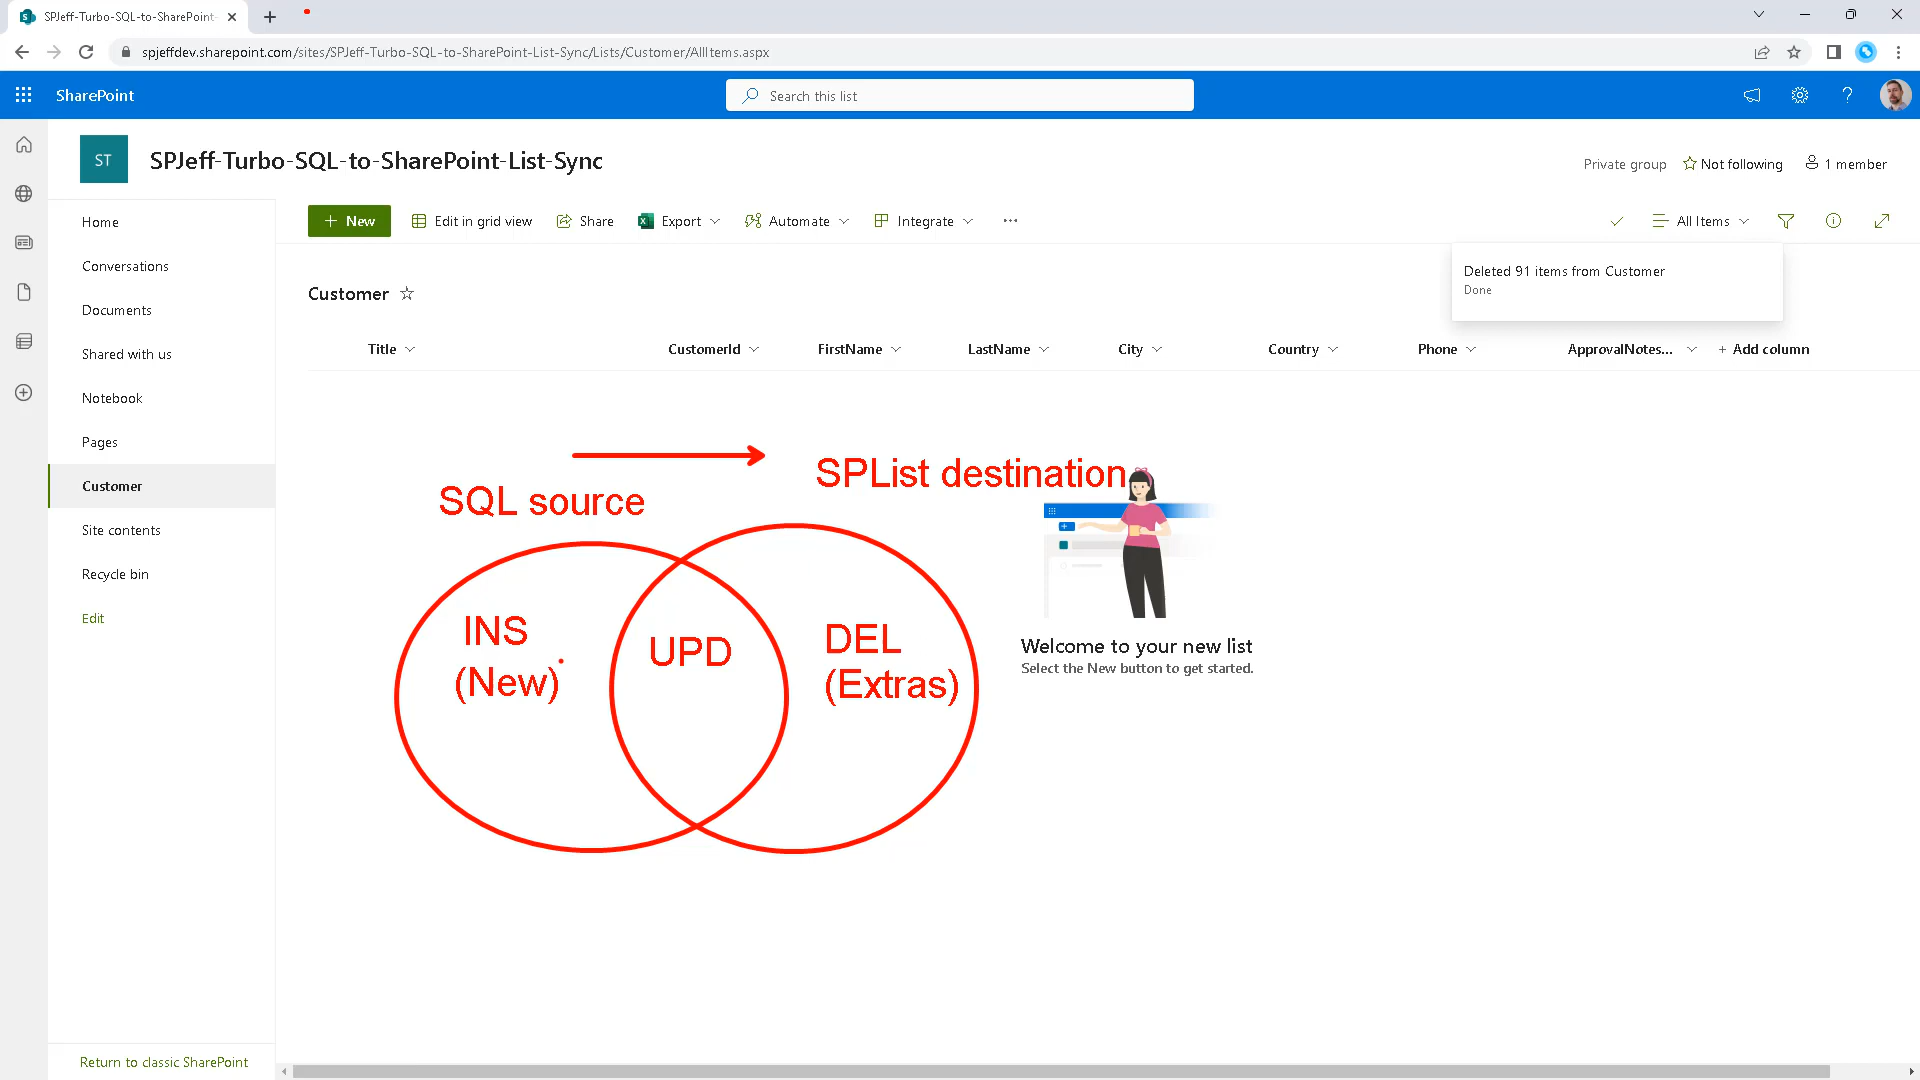 SPJeff-Turbo-SQL-to-SharePoint-
spjeffdev.sharepoint.com/sites/SPJeff-Turbo-SQL-to-SharePoint-List-Sync/Lists/Customer/AllItems.aspx
SharePoint
Search this list
ST
SPJeff-Turbo-SQL-to-SharePoint-List-Sync
Private group
Not following
1 member
Home
Conversations
Documents
Shared with us
Notebook
Pages
Customer
Site contents
Recycle bin
Edit
Return to classic SharePoint
+ New
Edit in grid view
Share
Export
Automate
Integrate
All Items
Deleted 91 items from Customer
Done
Customer
Title
CustomerId
FirstName
LastName
City
Country
Phone
ApprovalNotes...
+ Add column
SQL source
SPList destination
INS
(New)
UPD
DEL
(Extras)
Welcome to your new list
Select the New button to get started.